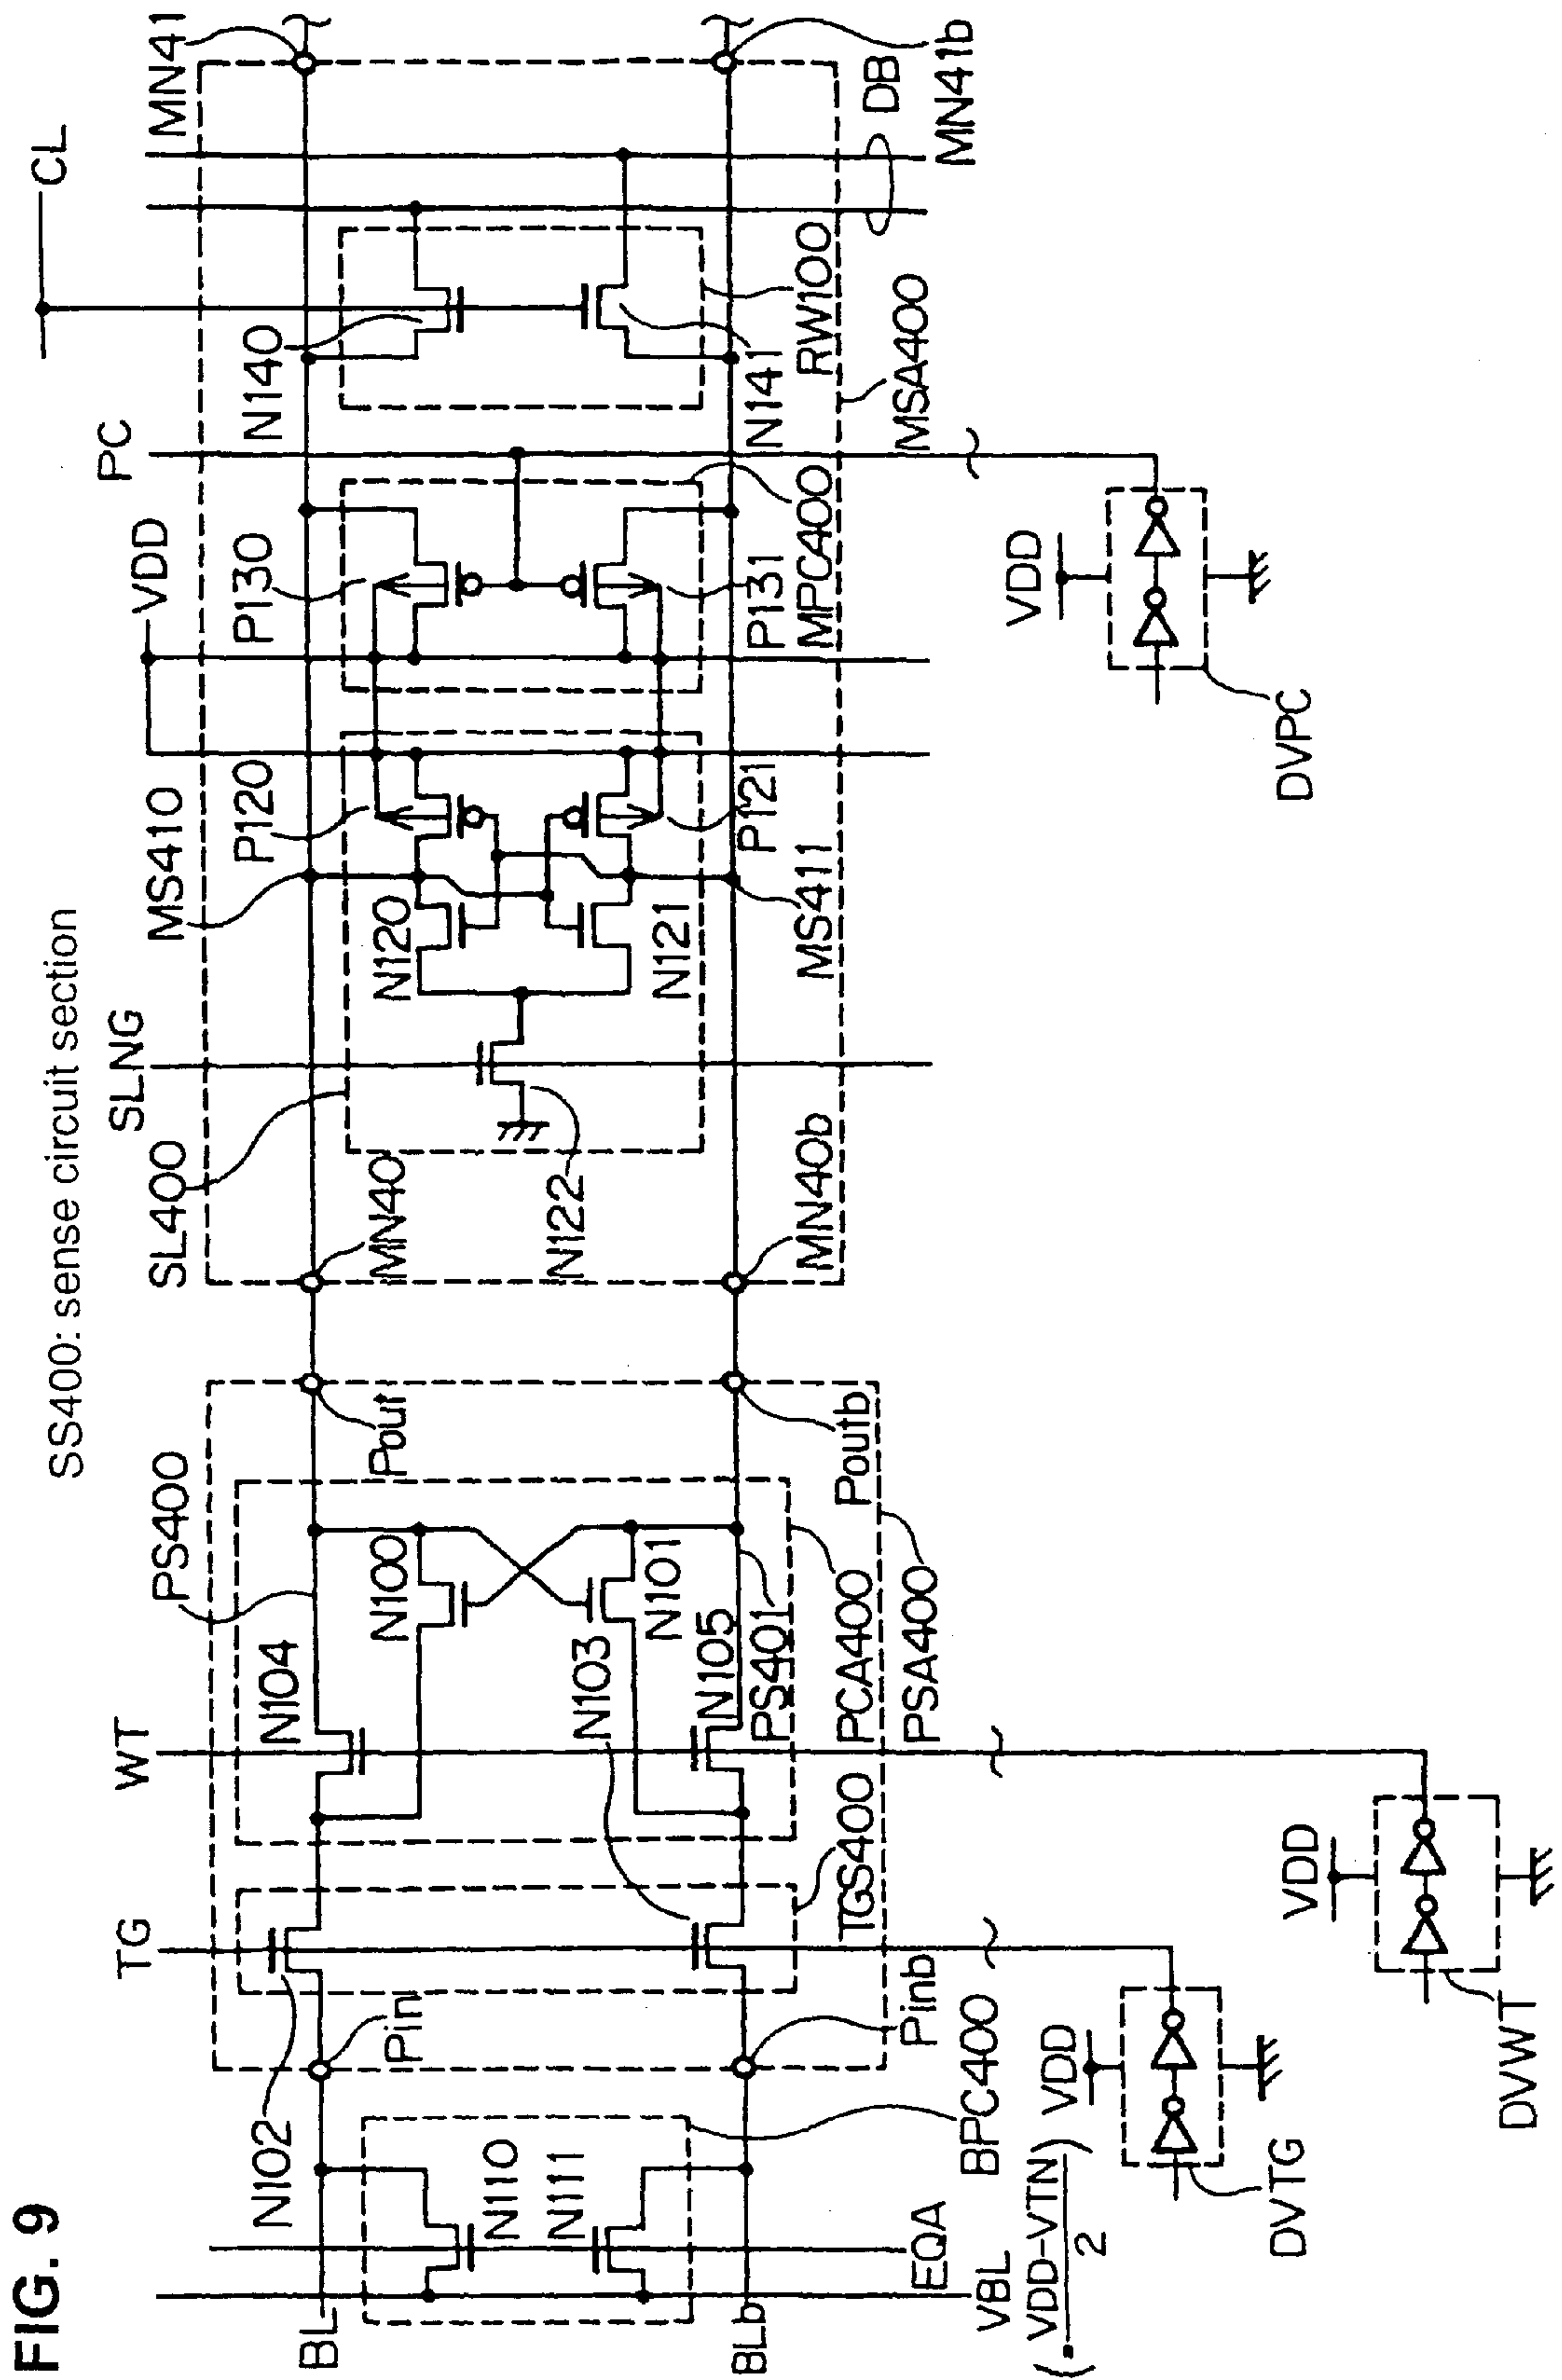 FIG. 9
SS400: sense circuit section
BL
BLb
N102
N110
N111
EQA
VBL
(≒ VDD-VTN / 2)
BPC400
Pin
Pinb
TG
TGS400
N103
WT
N104
N105
PS400
PS401
N100
N101
PCA400
PSA400
Pout
Poutb
VDD
DVTG
VDD
DVWT
SL400
MN40
MN40b
SLNG
N122
MS410
MS411
N120
N121
P120
P121
VDD
P130
P131
MPC400
PC
VDD
DVPC
N140
N141
RW100
MSA400
CL
MN41
MN41b
DB